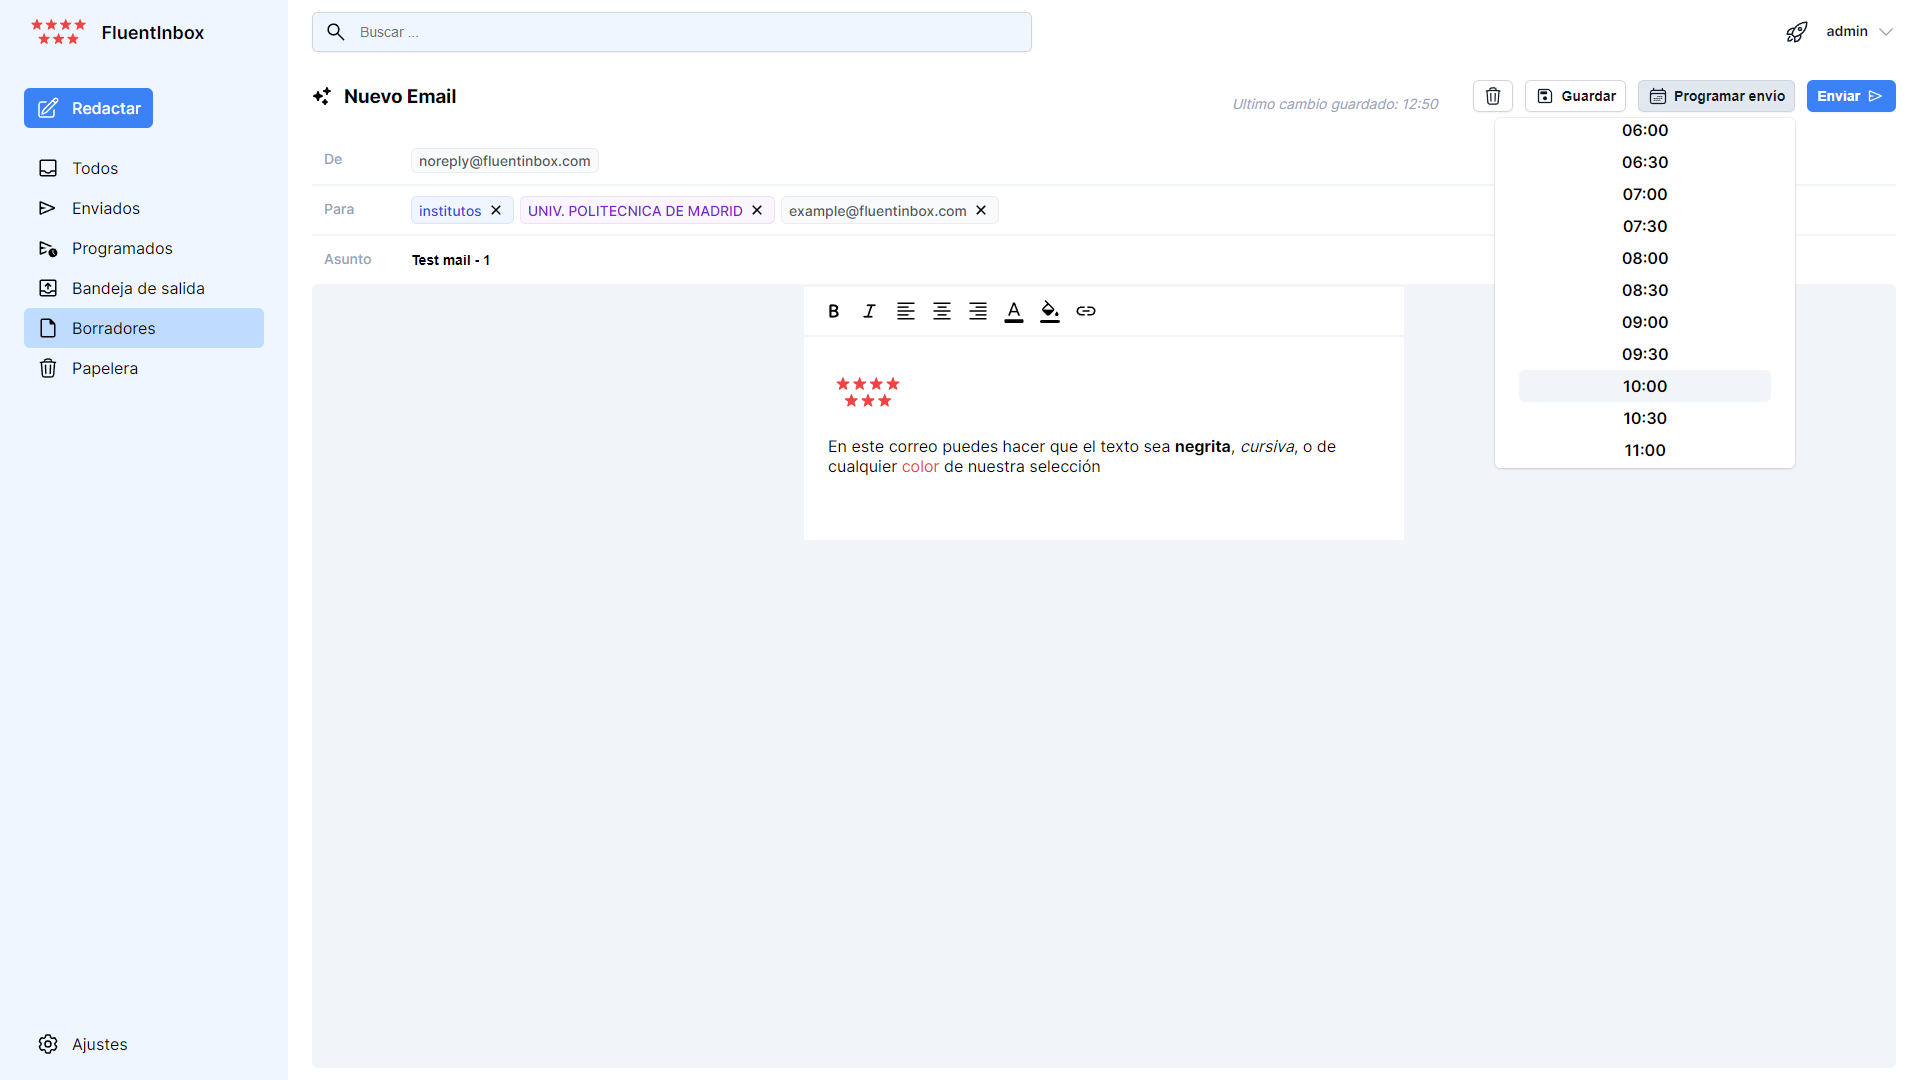 FluentInbox
Buscar ...
admin
Redactar
Todos
Enviados
Programados
Bandeja de salida
Borradores
Papelera
Ajustes
Nuevo Email
Ultimo cambio guardado: 12:50
Guardar
Programar envío
Enviar
De
noreply@fluentinbox.com
Para
institutos
UNIV. POLITECNICA DE MADRID
example@fluentinbox.com
Asunto
Test mail - 1
06:00
06:30
07:00
07:30
08:00
08:30
09:00
09:30
10:00
10:30
11:00
En este correo puedes hacer que el texto sea negrita, cursiva, o de
cualquier color de nuestra selección